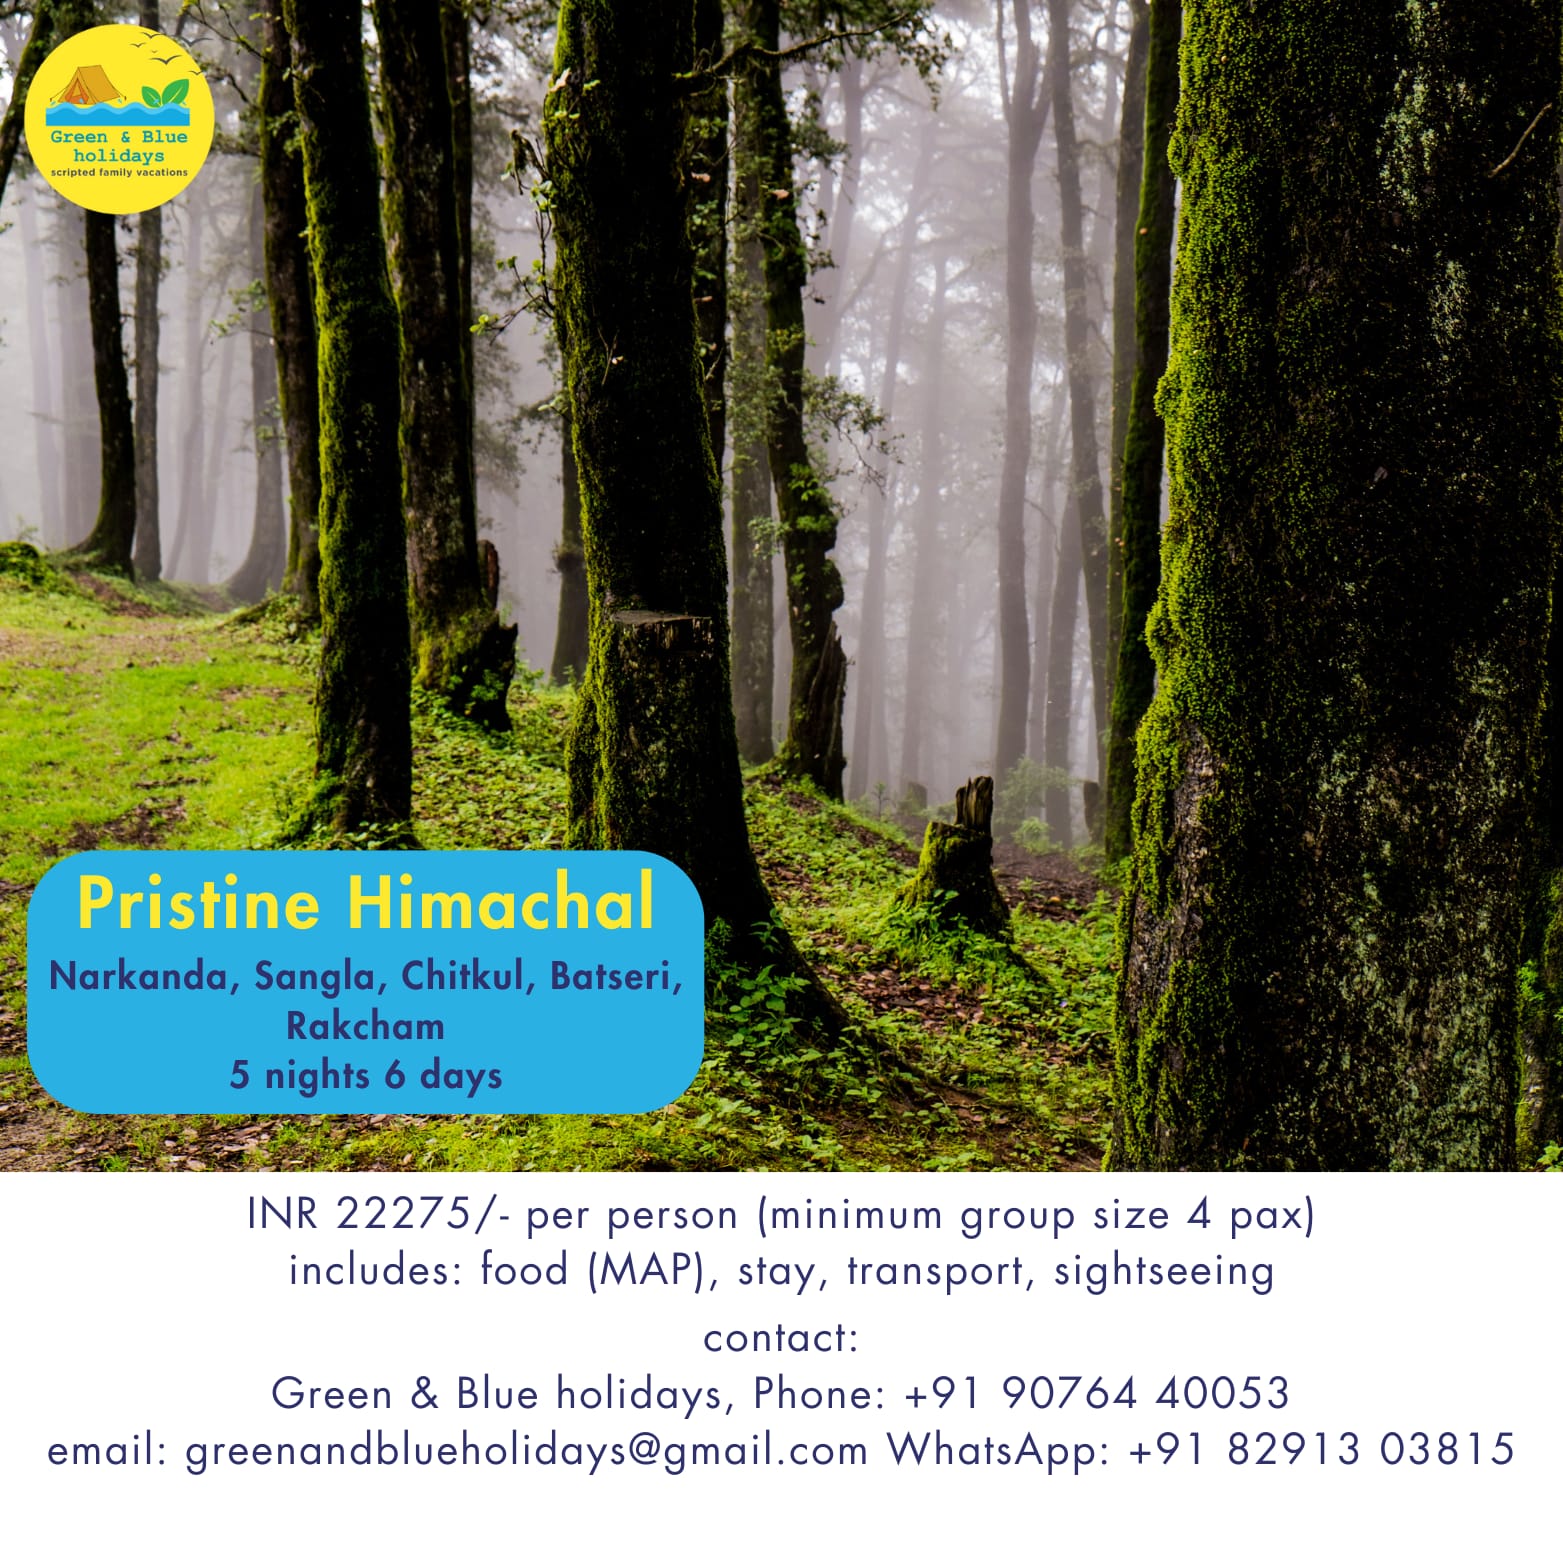 Green & Blue
holidays
scripted family vacations
Pristine Himachal
Narkanda, Sangla, Chitkul, Batseri,
Rakcham
5 nights 6 days
INR 22275/- per person (minimum group size 4 pax)
includes: food (MAP), stay, transport, sightseeing
contact:
Green & Blue holidays, Phone: +91 90764 40053
email: greenandblueholidays@gmail.com WhatsApp: +91 82913 03815